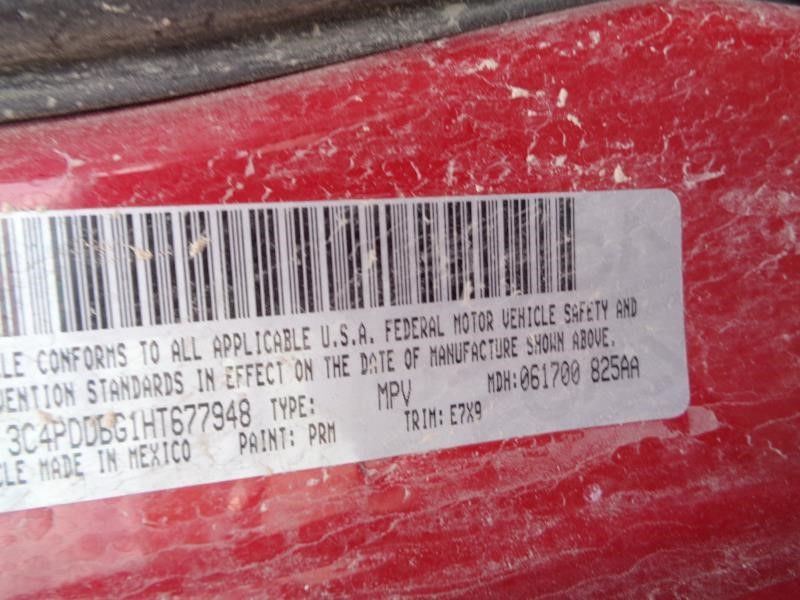 LE CONFORMS TO ALL APPLICABLE U.S.A. FEDERAL MOTOR VEHICLE SAFETY AND
VENTION STANDARDS IN EFFECT ON THE DATE OF MANUFACTURE SHOWN ABOVE.
3C4PDDBG1HT677948 TYPE: MPV MDH:061700 825AA
CLE MADE IN MEXICO PAINT: PRM TRIM: E7X9